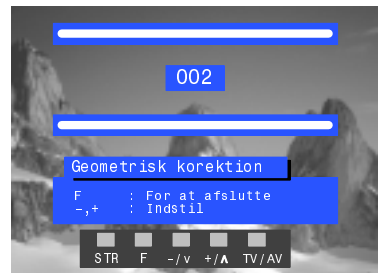 002
Geometrisk korektion
F : For at afslutte
-,+ : Indstil
STR F -/v +/ʌ TV/AV